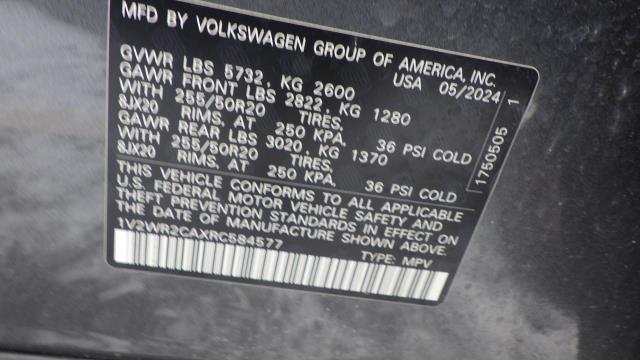 MFD BY VOLKSWAGEN GROUP OF AMERICA, INC.
USA 05/2024
GVWR LBS 5732, KG 2600
GAWR FRONT LBS 2822, KG 1280
WITH 255/50R20 TIRES,
8JX20 RIMS, AT 250 KPA, 36 PSI COLD
GAWR REAR LBS 3020, KG 1370
WITH 255/50R20 TIRES,
8JX20 RIMS, AT 250 KPA, 36 PSI COLD
THIS VEHICLE CONFORMS TO ALL APPLICABLE
U.S. FEDERAL MOTOR VEHICLE SAFETY AND
THEFT PREVENTION STANDARDS IN EFFECT ON
THE DATE OF MANUFACTURE SHOWN ABOVE.
1V2WR2CAXRC584577
TYPE: MPV
1750505 1